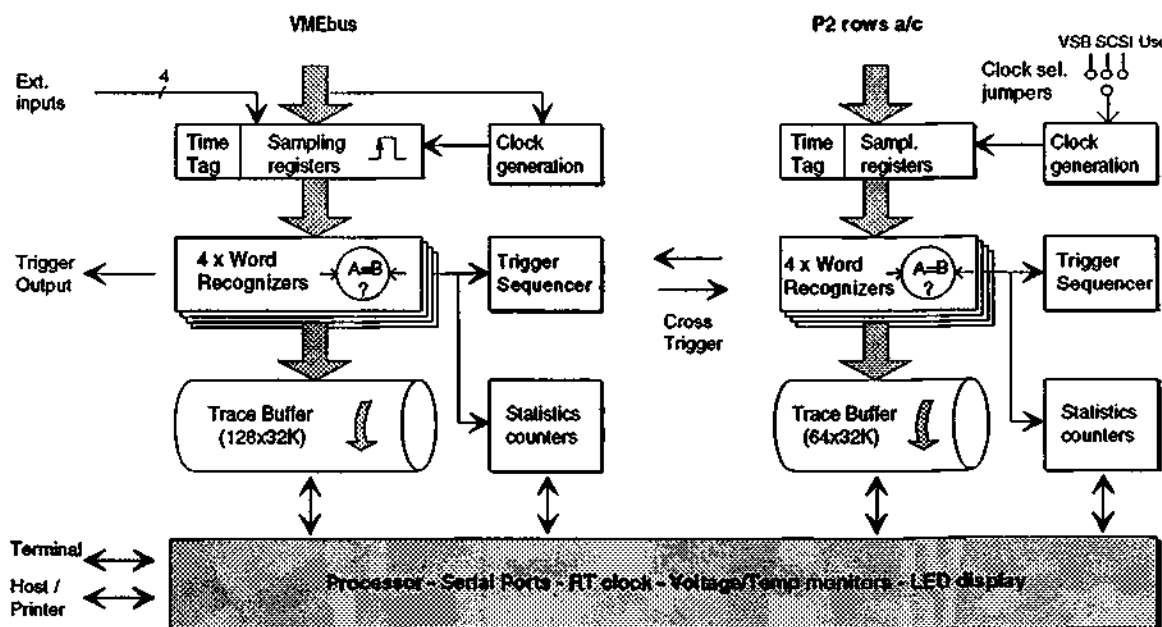 VMEbus
P2 rows a/c
VSB SCSI Use
Ext.
inputs
4
Clock sel.
jumpers
Time
Tag
Sampling
registers
Clock
generation
Time
Tag
Sampl.
registers
Clock
generation
Trigger
Output
4 x Word
Recognizers
A=B
?
Trigger
Sequencer
Cross
Trigger
4 x Word
Recognizers
A=B
?
Trigger
Sequencer
Trace Buffer
(128x32K)
Statistics
counters
Trace Buffer
(64x32K)
Statistics
counters
Terminal
Host /
Printer
Processor - Serial Ports - RT clock - Voltage/Temp monitors - LED display